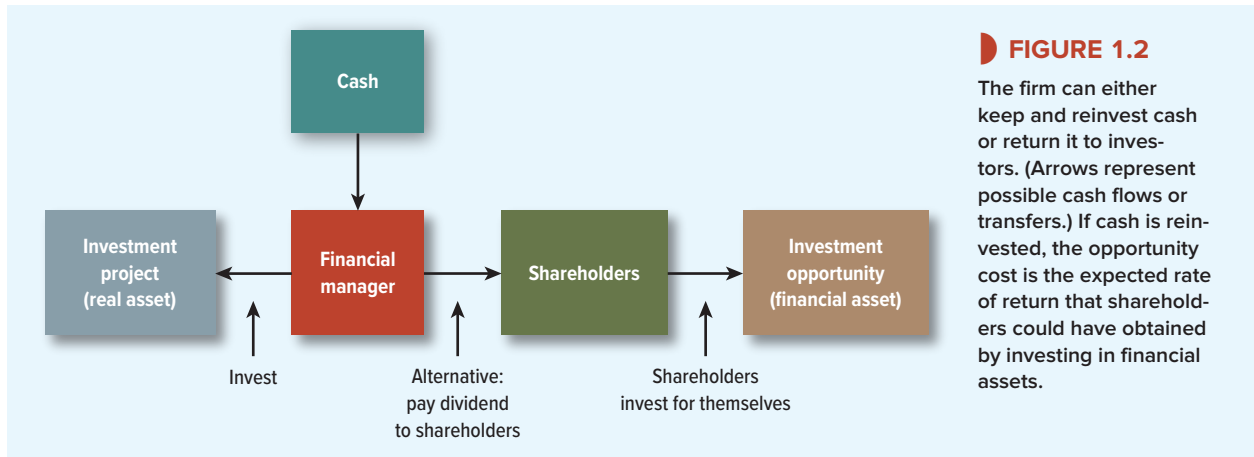 Cash
Investment
project
(real asset)
Financial
manager
Shareholders
Investment
opportunity
(financial asset)
Invest
Alternative:
pay dividend
to shareholders
Shareholders
invest for themselves
FIGURE 1.2
The firm can either
keep and reinvest cash
or return it to inves-
tors. (Arrows represent
possible cash flows or
transfers.) If cash is rein-
vested, the opportunity
cost is the expected rate
of return that sharehold-
ers could have obtained
by investing in financial
assets.